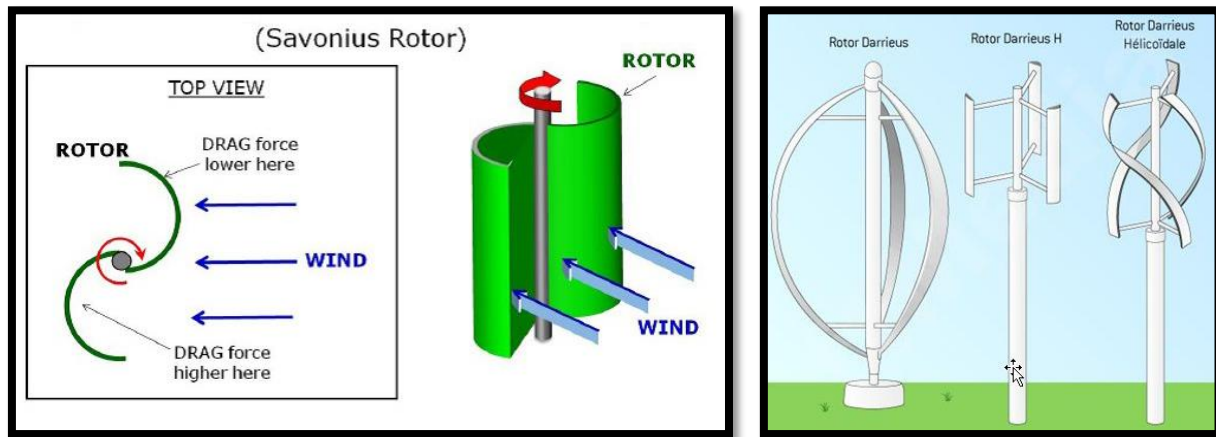 (Savonius Rotor)
TOP VIEW
ROTOR
DRAG force
lower here
WIND
DRAG force
higher here
ROTOR
WIND
Rotor Darrieus
Rotor Darrieus H
Rotor Darrieus
Hélicoïdale